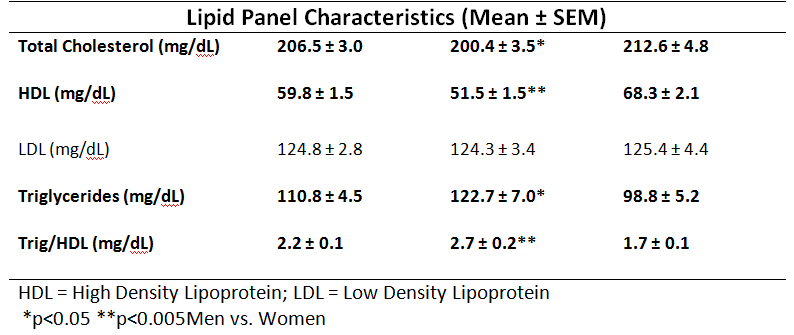 Lipid Panel Characteristics (Mean ± SEM)
Total Cholesterol (mg/dL) 206.5 ± 3.0 200.4 ± 3.5* 212.6 ± 4.8
HDL (mg/dL) 59.8 ± 1.5 51.5 ± 1.5** 68.3 ± 2.1
LDL (mg/dL) 124.8 ± 2.8 124.3 ± 3.4 125.4 ± 4.4
Triglycerides (mg/dL) 110.8 ± 4.5 122.7 ± 7.0* 98.8 ± 5.2
Trig/HDL (mg/dL) 2.2 ± 0.1 2.7 ± 0.2** 1.7 ± 0.1
HDL = High Density Lipoprotein; LDL = Low Density Lipoprotein
*p<0.05 **p<0.005Men vs. Women